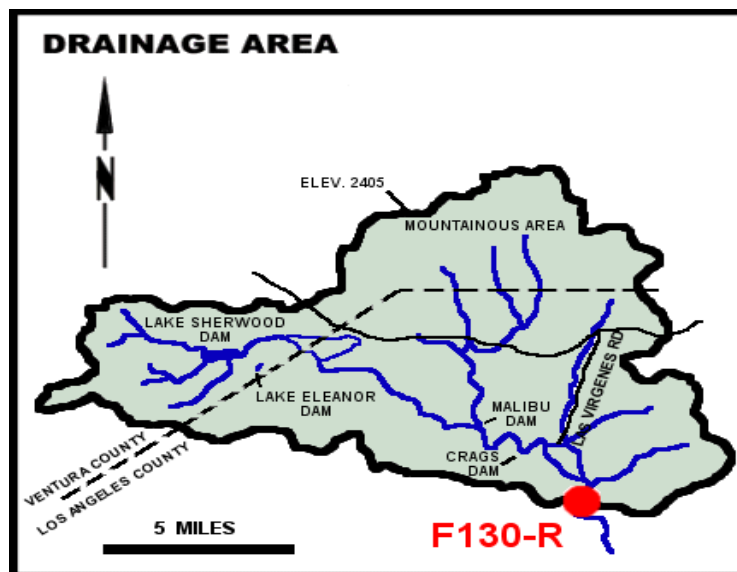 DRAINAGE AREA
N
ELEV. 2405
MOUNTAINOUS AREA
LAKE SHERWOOD
DAM
LAKE ELEANOR
DAM
MALIBU
DAM
LAS VIRGENES RD
CRAGS
DAM
VENTURA COUNTY
LOS ANGELES COUNTY
5 MILES
F130-R